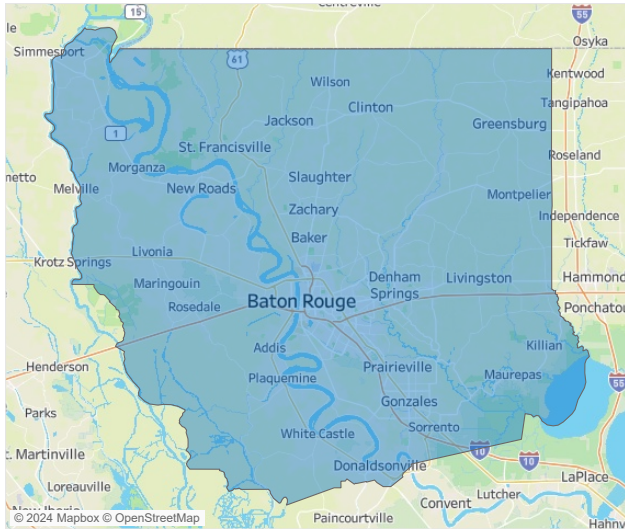 Centreville
15
55
Osyka
Simmesport
61
Kentwood
Wilson
Tangipahoa
Clinton
Jackson
Greensburg
1
St. Francisville
Roseland
Morganza
Slaughter
netto
Melville
New Roads
Montpelier
Zachary
Independence
Baker
Tickfaw
Livonia
Krotz Springs
Denham
Springs
Livingston
Hammond
Maringouin
Baton Rouge
Rosedale
Ponchatou
Addis
Killian
Henderson
Prairieville
Maurepas
Plaquemine
55
Gonzales
Parks
Sorrento
White Castle
t. Martinville
10
10
Donaldsonville
LaPlace
Loreauville
Lutcher
Convent
© 2024 Mapbox © OpenStreetMap
Paincourtville
Hahnv